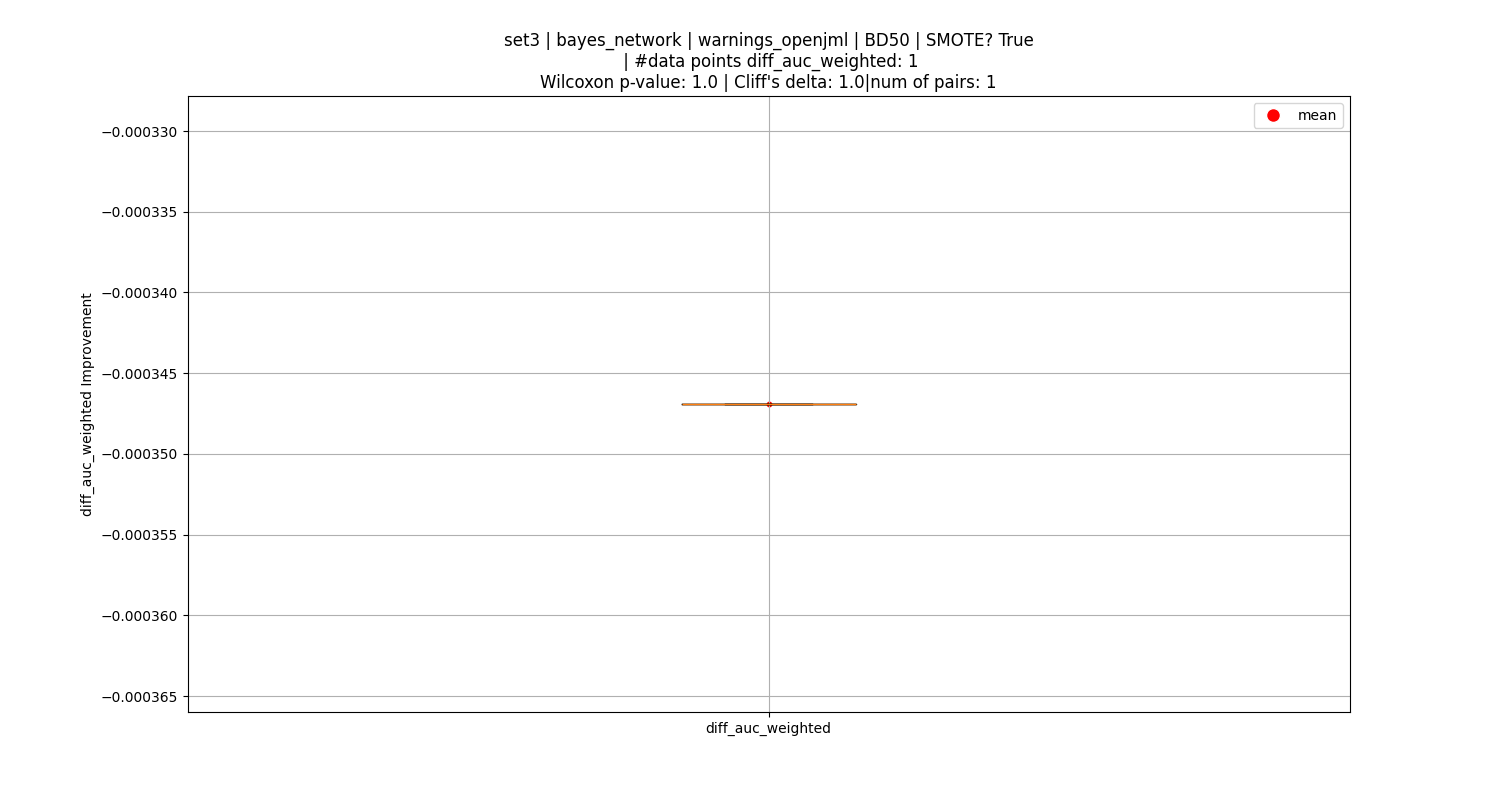 set3 | bayes_network | warnings_openjml | BD50 | SMOTE? True
| #data points diff_auc_weighted: 1
Wilcoxon p-value: 1.0 | Cliff's delta: 1.0|num of pairs: 1
mean
−0.000330
−0.000335
−0.000340
−0.000345
−0.000350
−0.000355
−0.000360
−0.000365
diff_auc_weighted Improvement
diff_auc_weighted